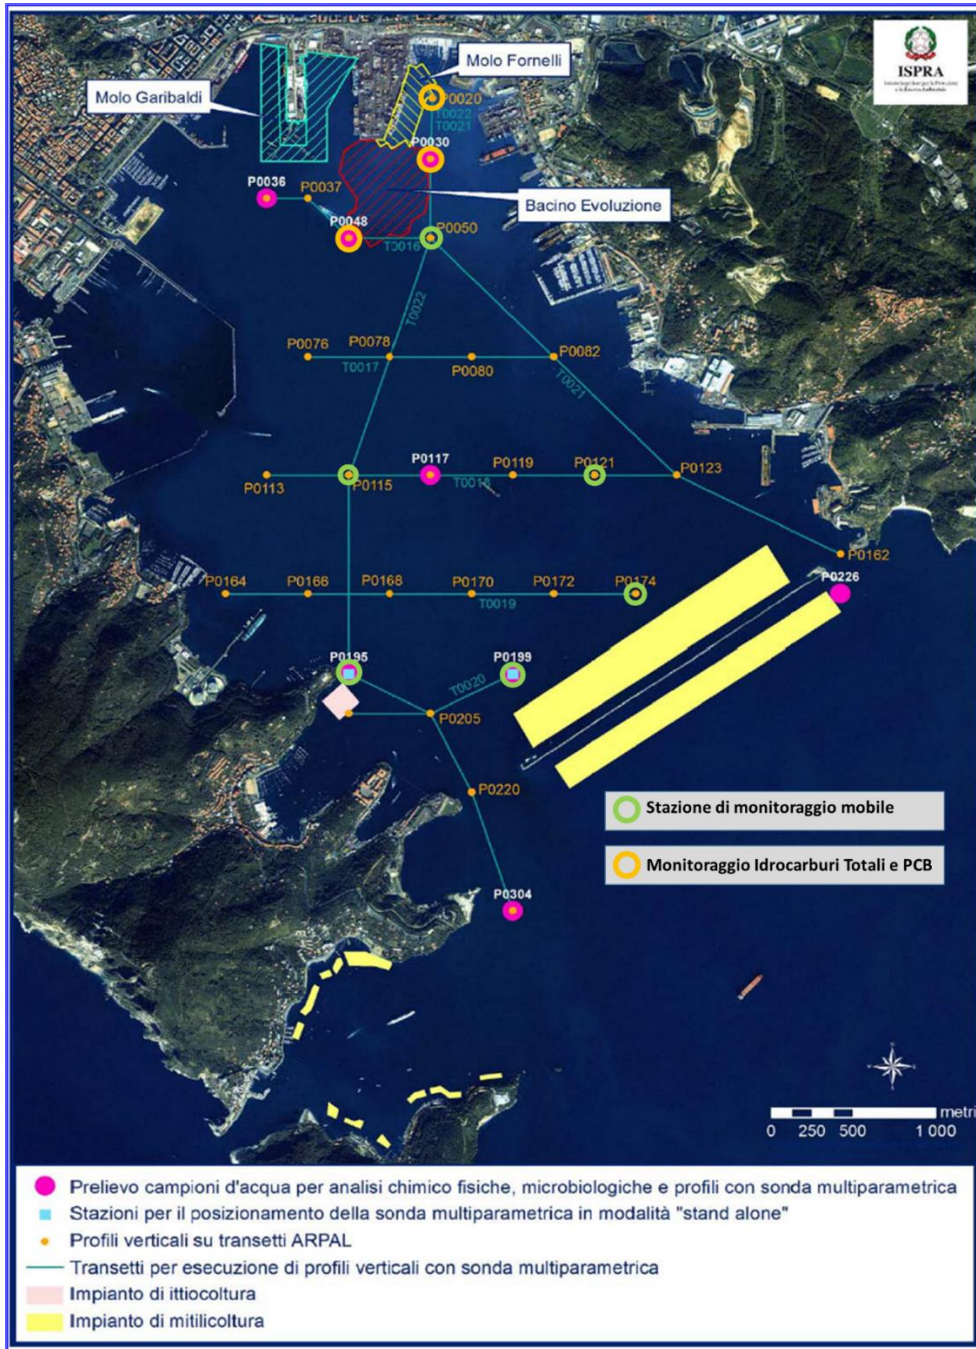 ISPRA
Molo Fornelli
Molo Garibaldi
P0020
T0022
T0021
P0030
P0036
P0037
Bacino Evoluzione
P0048
P0050
T0016
T0022
P0076
P0078
P0082
T0017
P0080
T0021
P0117
P0119
P0121
P0123
P0113
P0115
T0018
P0162
P0164
P0166
P0168
P0170
P0172
P0174
P0226
T0019
P0195
P0199
T0020
P0205
P0220
Stazione di monitoraggio mobile
Monitoraggio Idrocarburi Totali e PCB
P0304
N
metri
0 250 500 1 000
Prelievo campioni d'acqua per analisi chimico fisiche, microbiologiche e profili con sonda multiparametrica
Stazioni per il posizionamento della sonda multiparametrica in modalità "stand alone"
Profili verticali su transetti ARPAL
Transetti per esecuzione di profili verticali con sonda multiparametrica
Impianto di ittiocoltura
Impianto di mitilicoltura